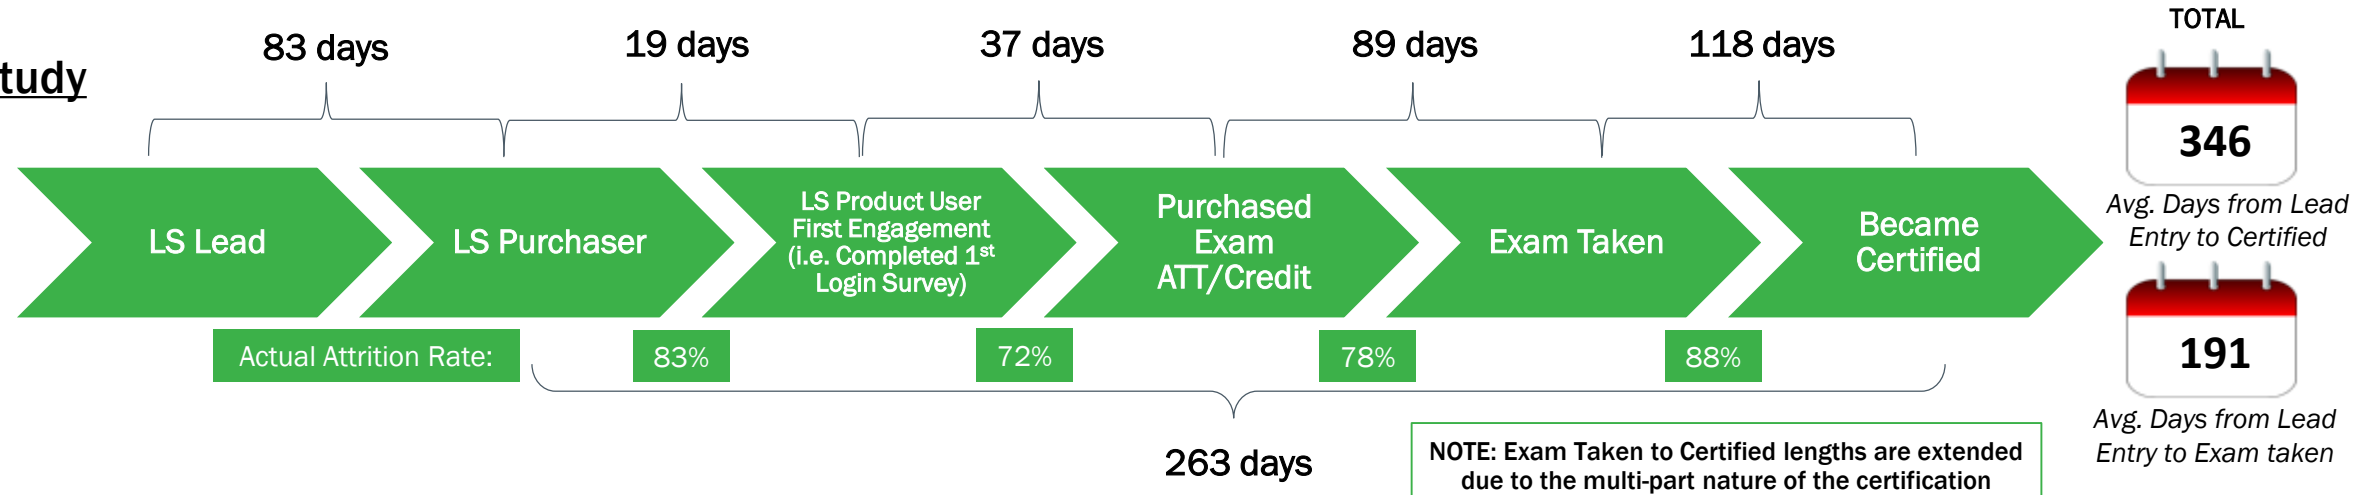 tudy
83 days
19 days
37 days
89 days
118 days
TOTAL
LS Lead
LS Purchaser
LS Product User
First Engagement
(i.e. Completed 1st
Login Survey)
Purchased
Exam
ATT/Credit
Exam Taken
Became
Certified
346
Avg. Days from Lead
Entry to Certified
Actual Attrition Rate:
83%
72%
78%
88%
191
Avg. Days from Lead
Entry to Exam taken
263 days
NOTE: Exam Taken to Certified lengths are extended
due to the multi-part nature of the certification